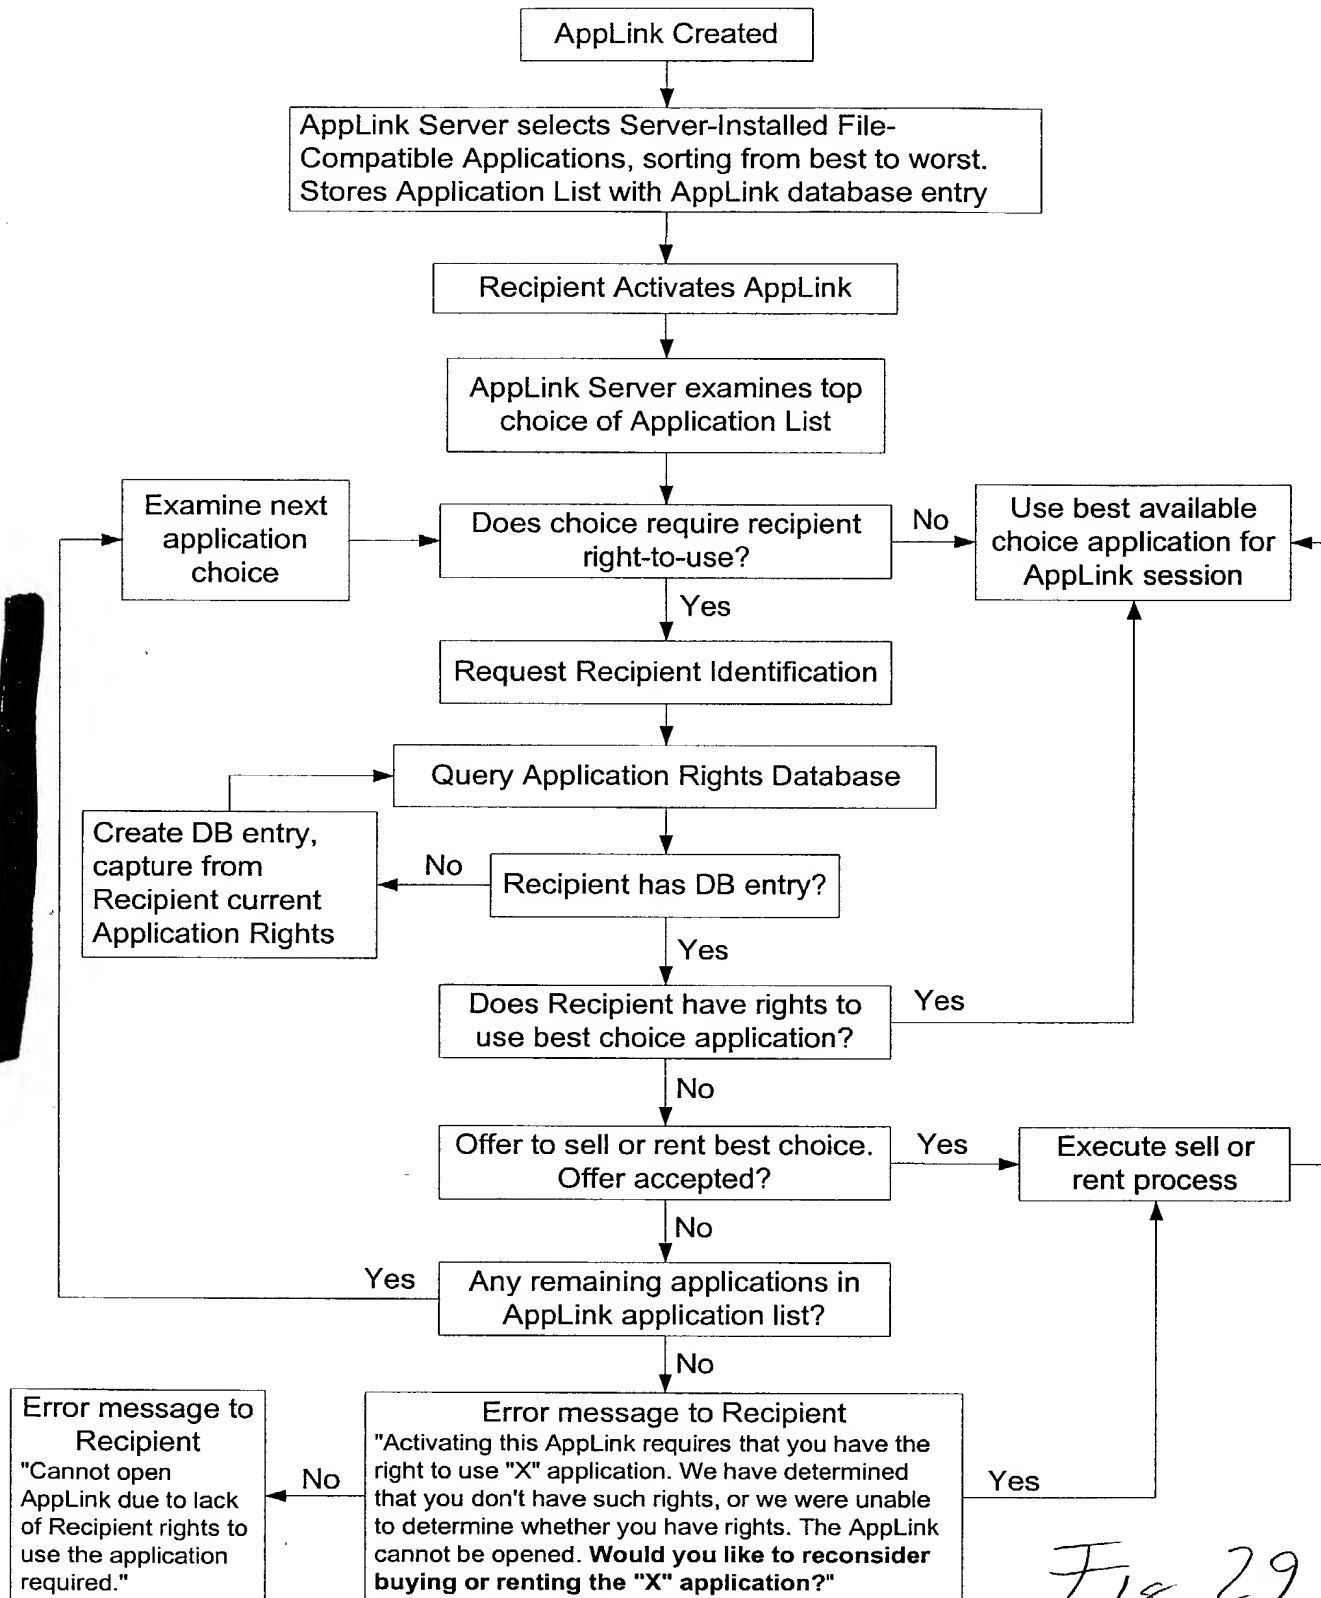 AppLink Created
AppLink Server selects Server-Installed File-
Compatible Applications, sorting from best to worst.
Stores Application List with AppLink database entry
Recipient Activates AppLink
AppLink Server examines top
choice of Application List
Examine next
application
choice
Does choice require recipient
right-to-use?
No
Use best available
choice application for
AppLink session
Yes
Request Recipient Identification
Query Application Rights Database
Create DB entry,
capture from
Recipient current
Application Rights
No
Recipient has DB entry?
Yes
Does Recipient have rights to
use best choice application?
Yes
No
Offer to sell or rent best choice.
Offer accepted?
Yes
Execute sell or
rent process
No
Yes
Any remaining applications in
AppLink application list?
No
Error message to
Recipient
"Cannot open
AppLink due to lack
of Recipient rights to
use the application
required."
No
Error message to Recipient
"Activating this AppLink requires that you have the
right to use "X" application. We have determined
that you don't have such rights, or we were unable
to determine whether you have rights. The AppLink
cannot be opened. Would you like to reconsider
buying or renting the "X" application?"
Yes
Fig 29